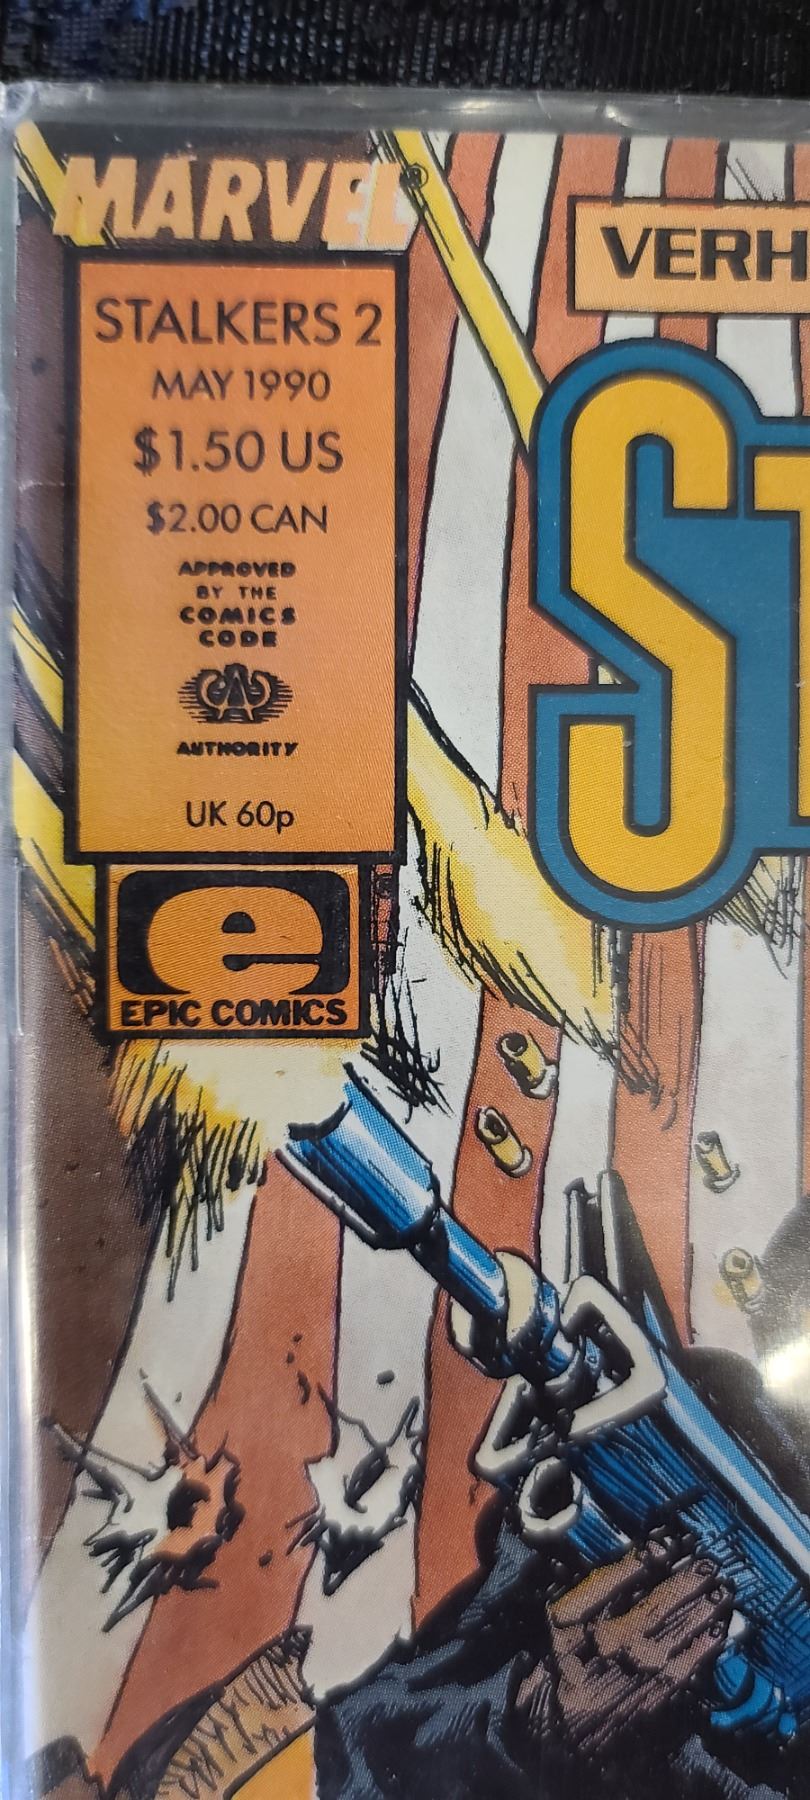 MARVEL®
STALKERS 2
MAY 1990
$1.50 US
$2.00 CAN
APPROVED
BY THE
COMICS
CODE
AUTHORITY
UK 60p
e
EPIC COMICS
VERH
ST